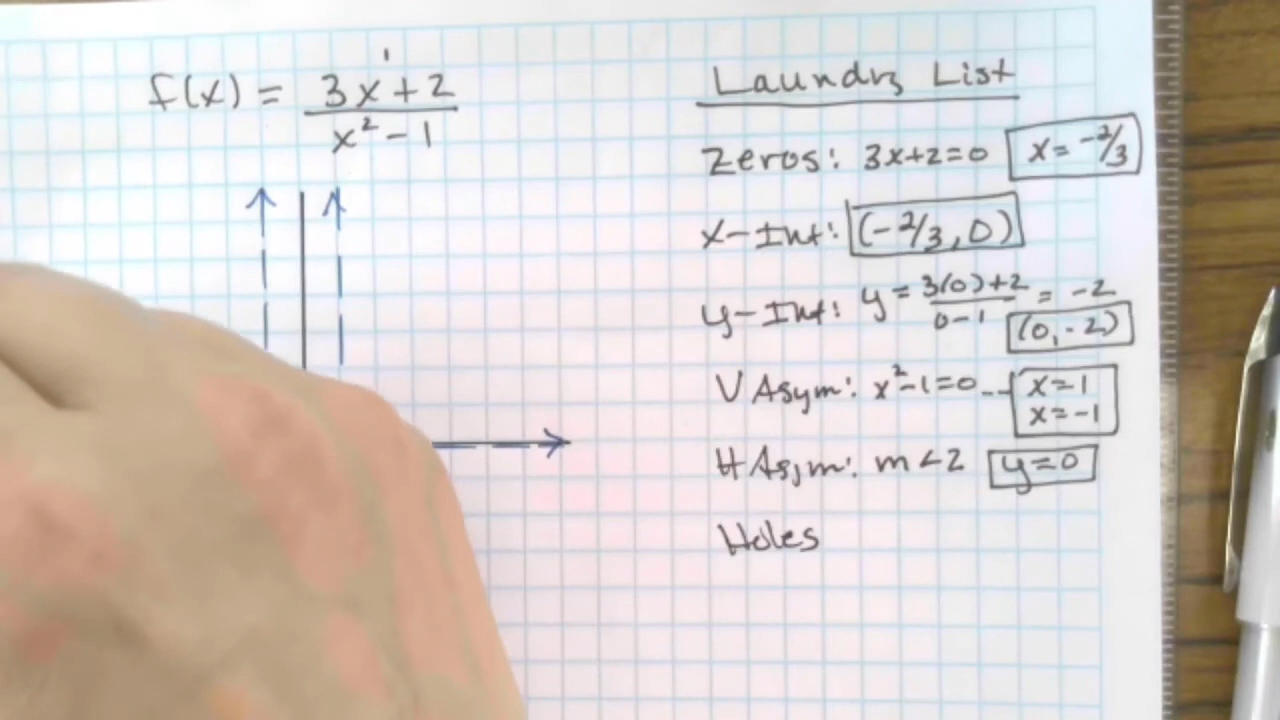 f(x) = (3x¹+2)/(x²-1)
Laundry List
Zeros: 3x+2=0 x=-2/3
x-Int: (-2/3, 0)
y-Int: y = (3(0)+2)/(0-1) = -2
(0, -2)
V Asym: x²-1=0 -- x=1
x=-1
H Asym: m<2 y=0
Holes